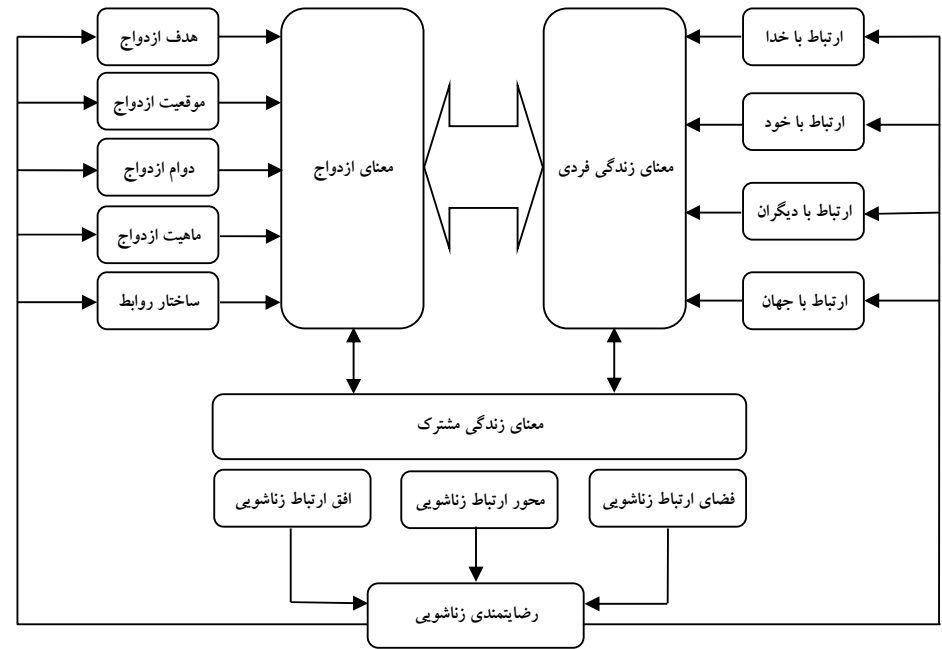 ارتباط با خدا
ارتباط با خود
ارتباط با دیگران
ارتباط با جهان
معنای زندگی فردی
معنای ازدواج
هدف ازدواج
موقعیت ازدواج
دوام ازدواج
ماهیت ازدواج
ساختار روابط
معنای زندگی مشترک
فضای ارتباط زناشویی
محور ارتباط زناشویی
افق ارتباط زناشویی
رضایتمندی زناشویی